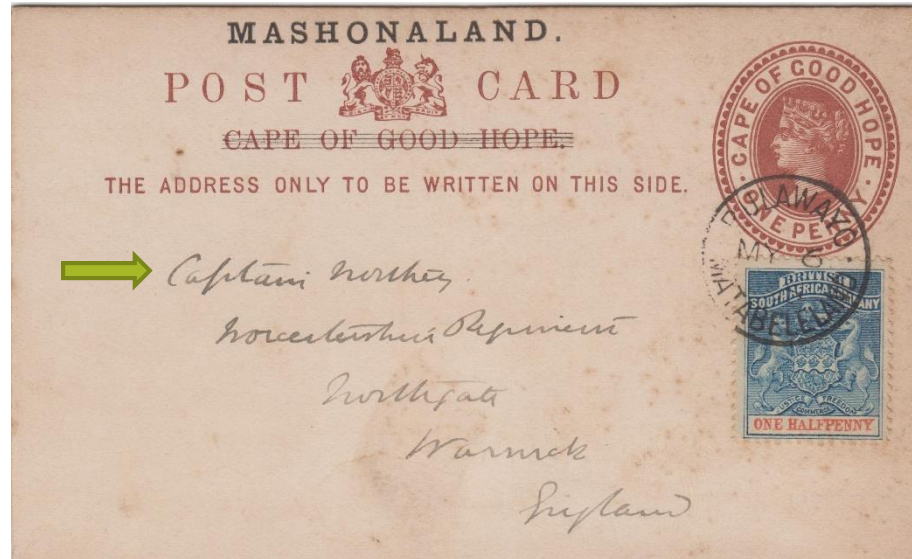 MASHONALAND.
POST CARD
CAPE OF GOOD HOPE.
THE ADDRESS ONLY TO BE WRITTEN ON THIS SIDE.
CAPE OF GOOD HOPE.
ONE PENNY
BULAWAYO.
MY 6
MATABELELAND
BRITISH
SOUTH AFRICA COMPANY
JUSTICE FREEDOM
COMMERCE
ONE HALFPENNY
Captain Northey
Worcestershire Regiment
Northgate
Warwick
England